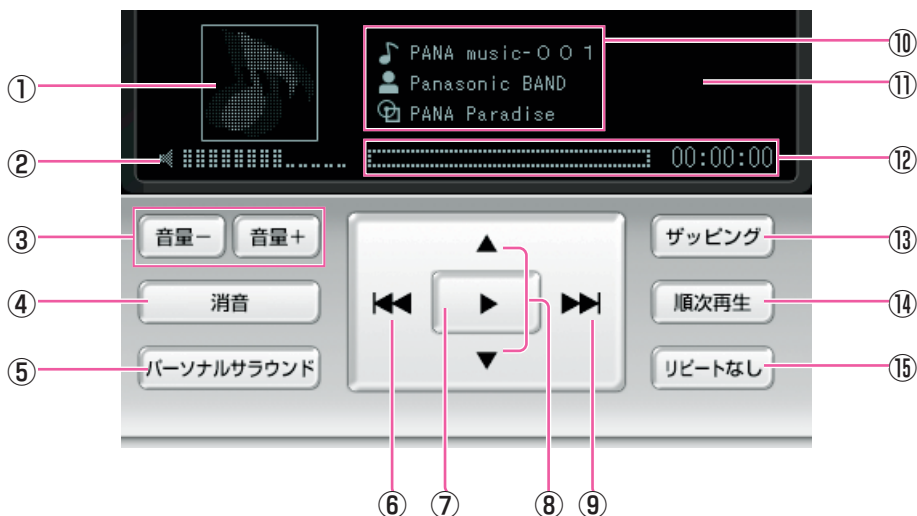 ① ⑩
♪ PANA music-００１
⑪
Panasonic BAND
PANA Paradise
② 00:00:00 ⑫
③ 音量－ 音量＋ ▲ ザッピング ⑬
④ 消音 ⏮ ▶ ⏭ 順次再生 ⑭
⑤ パーソナルサラウンド ▼ リピートなし ⑮
⑥ ⑦ ⑧ ⑨